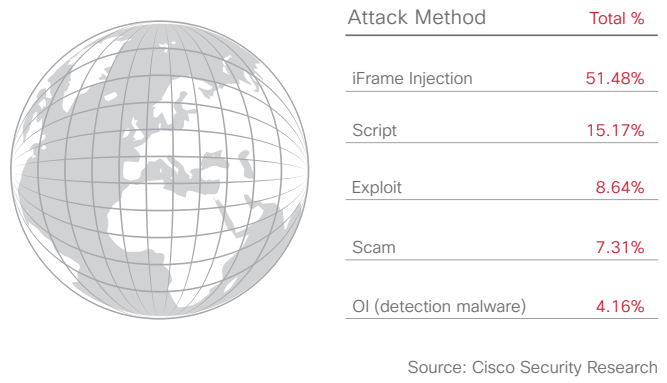 Attack Method Total %
iFrame Injection 51.48%
Script 15.17%
Exploit 8.64%
Scam 7.31%
OI (detection malware) 4.16%
Source: Cisco Security Research